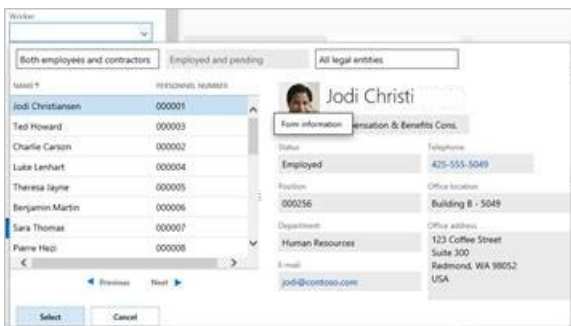 Worker
Both employees and contractors Employed and pending All legal entities
NAME PERSONNEL NUMBER
Jodi Christiansen 000001
Ted Howard 000003
Charlie Carson 000002
Luke Lenhart 000004
Theresa Jayne 000005
Benjamin Martin 000006
Sara Thomas 000007
Pierre Hezi 000008
Previous Next
Select Cancel
Jodi Christi
Form information ensation & Benefits Cons.
Status Telephone
Employed 425-555-5049
Position Office location
000256 Building B - 5049
Department Office address
Human Resources 123 Coffee Street
Suite 300
E-mail Redmond, WA 98052
jodi@contoso.com USA